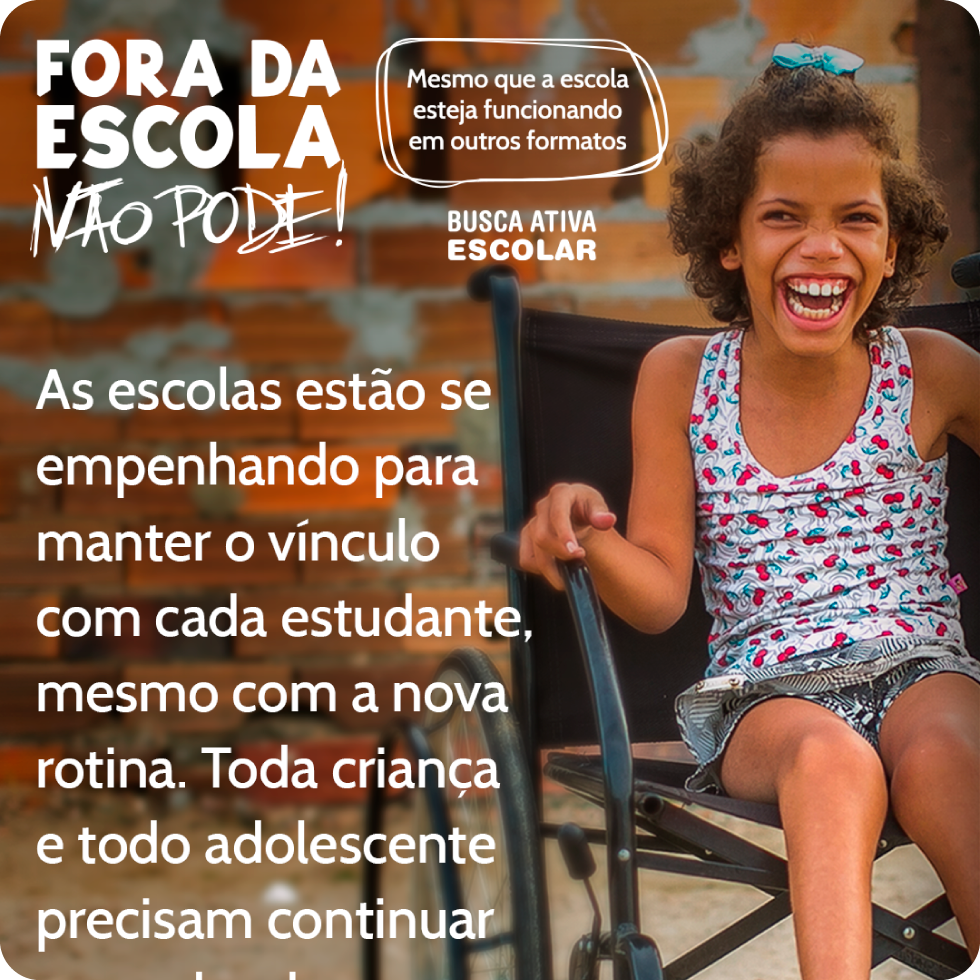 FORA DA
ESCOLA
NÃO PODE!
Mesmo que a escola
esteja funcionando
em outros formatos
BUSCA ATIVA
ESCOLAR
As escolas estão se
empenhando para
manter o vínculo
com cada estudante,
mesmo com a nova
rotina. Toda criança
e todo adolescente
precisam continuar